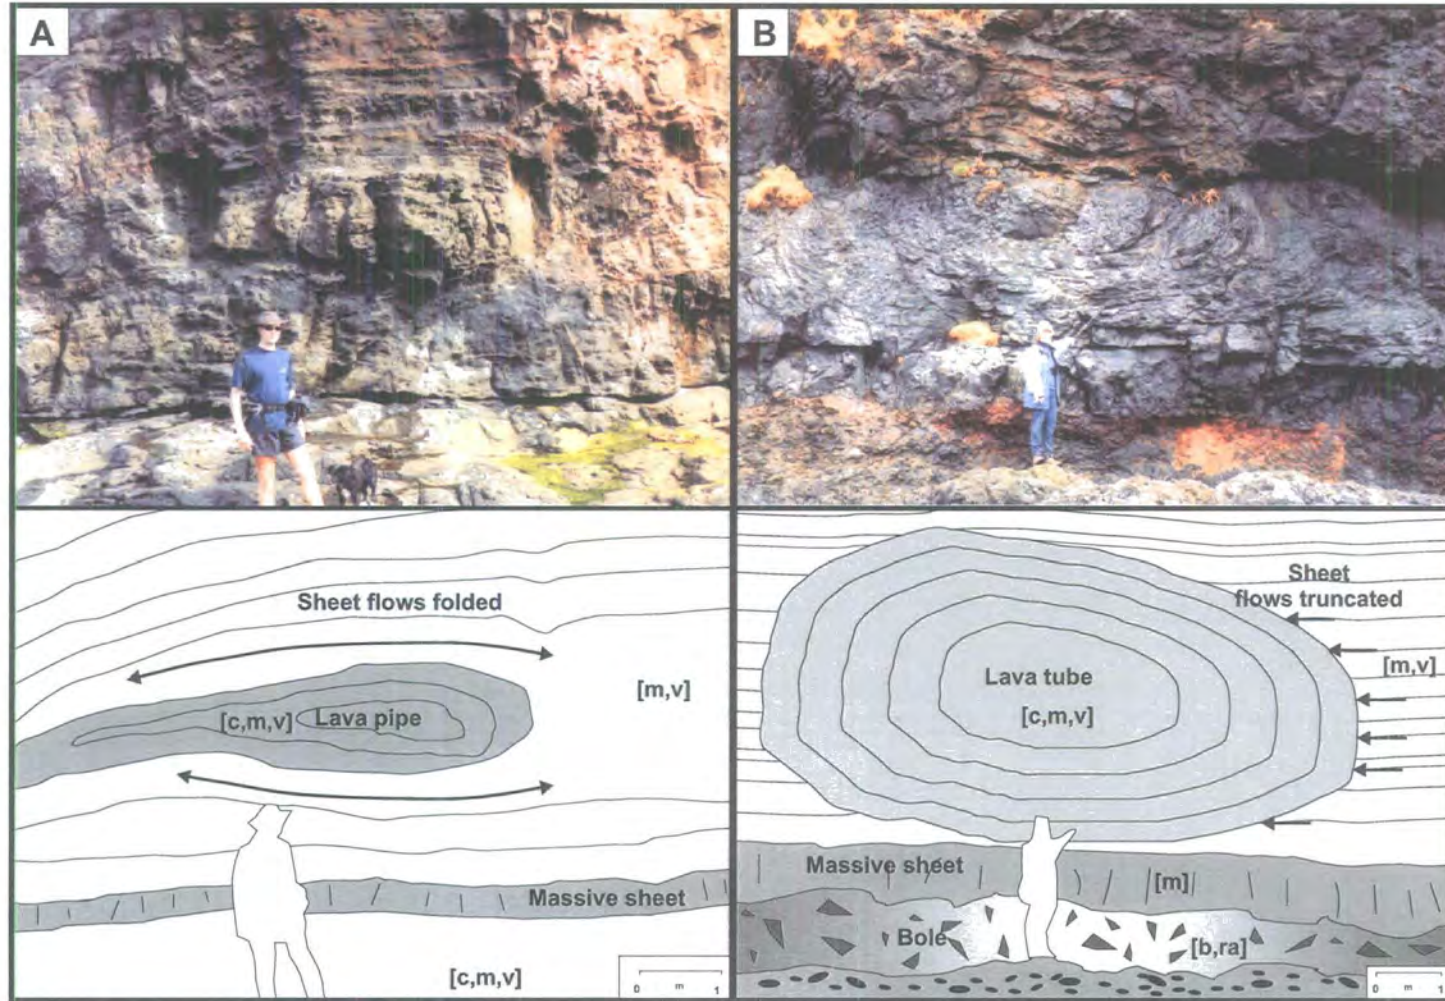 A
B
Sheet flows folded
[m,v]
[c,m,v]
Lava pipe
Massive sheet
[c,m,v]
0 m 1
Sheet
flows truncated
[m,v]
Lava tube
[c,m,v]
Massive sheet
[m]
Bole
[b,ra]
0 m 1